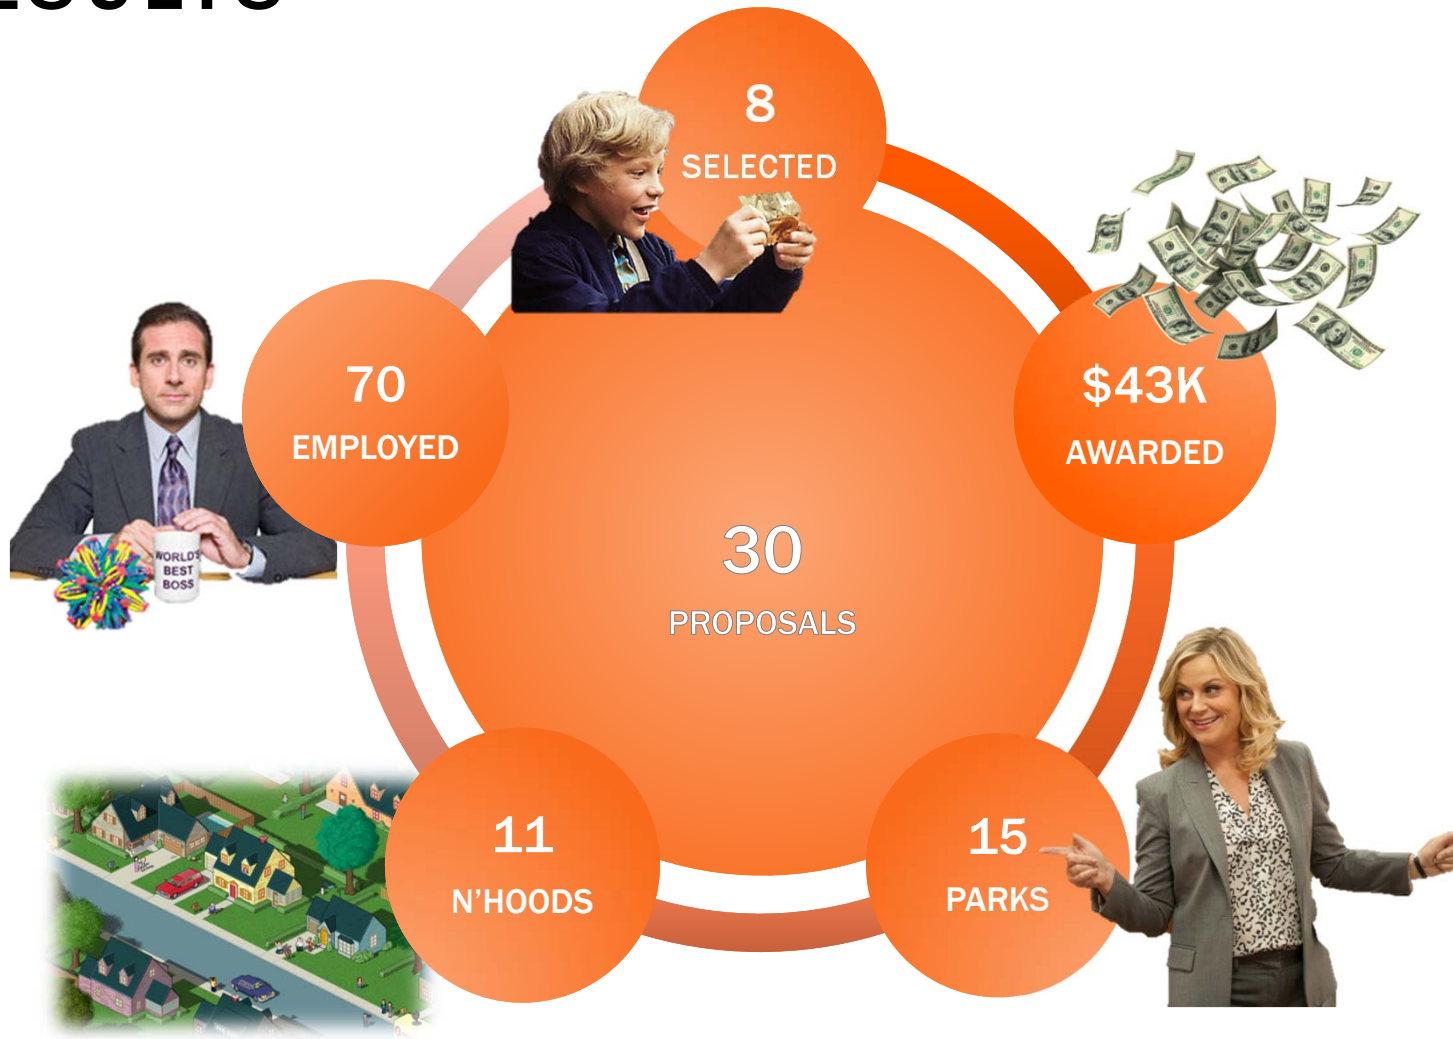 8
SELECTED
$43K
AWARDED
70
EMPLOYED
WORLD'S
BEST
BOSS
30
PROPOSALS
11
N'HOODS
15
PARKS